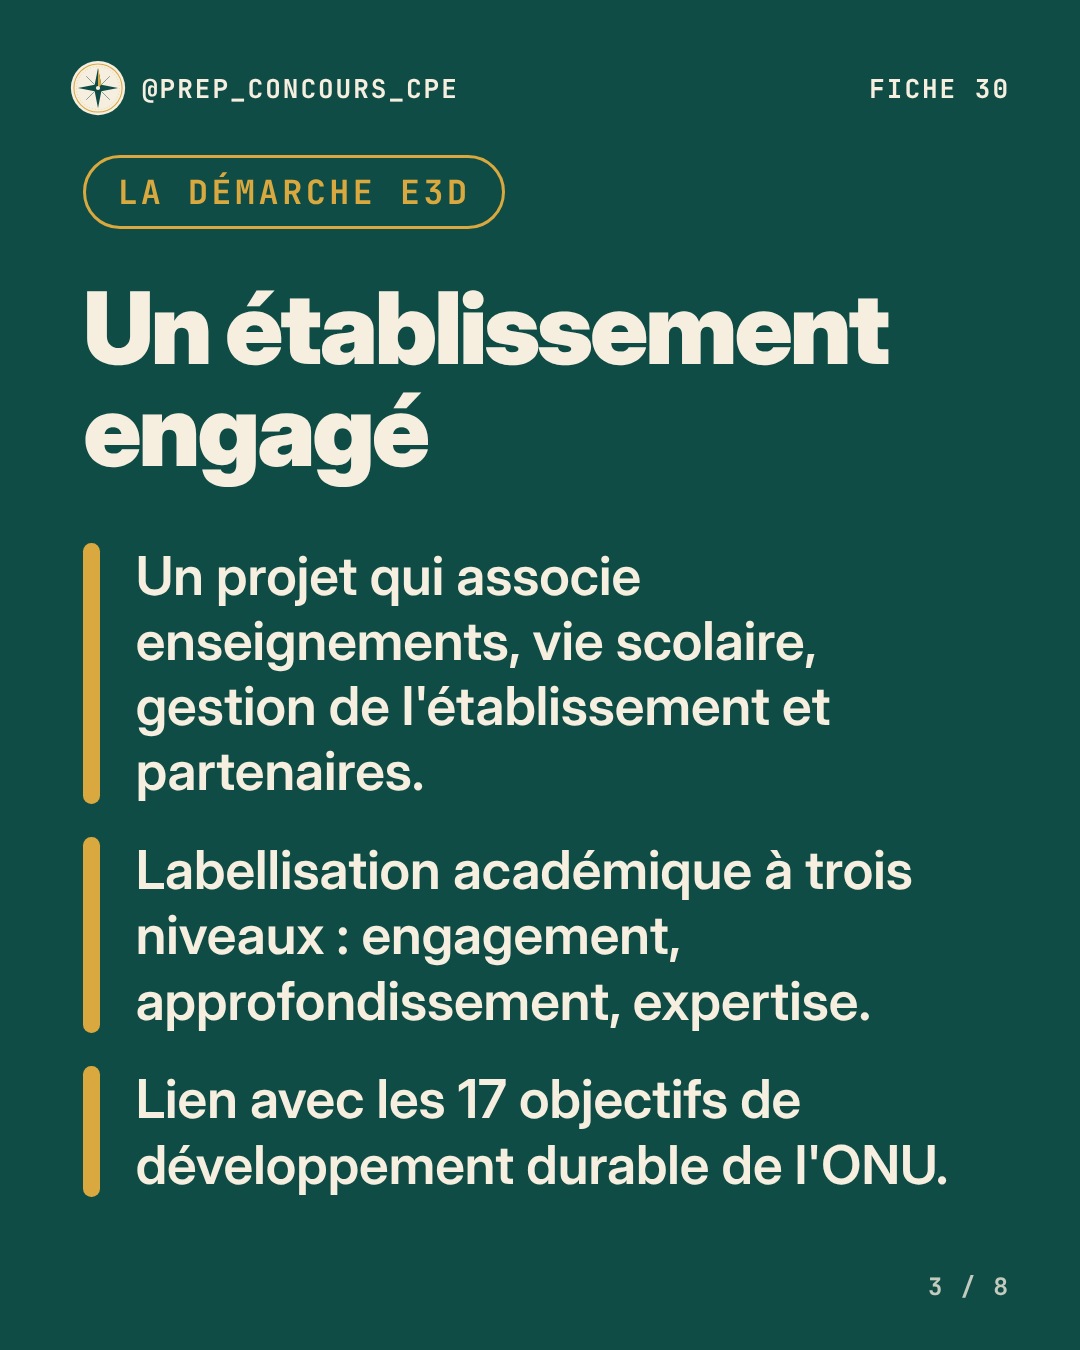 @PREP_CONCOURS_CPE
FICHE 30
LA DÉMARCHE E3D
Un établissement
engagé
Un projet qui associe
enseignements, vie scolaire,
gestion de l'établissement et
partenaires.
Labellisation académique à trois
niveaux : engagement,
approfondissement, expertise.
Lien avec les 17 objectifs de
développement durable de l'ONU.
3 / 8